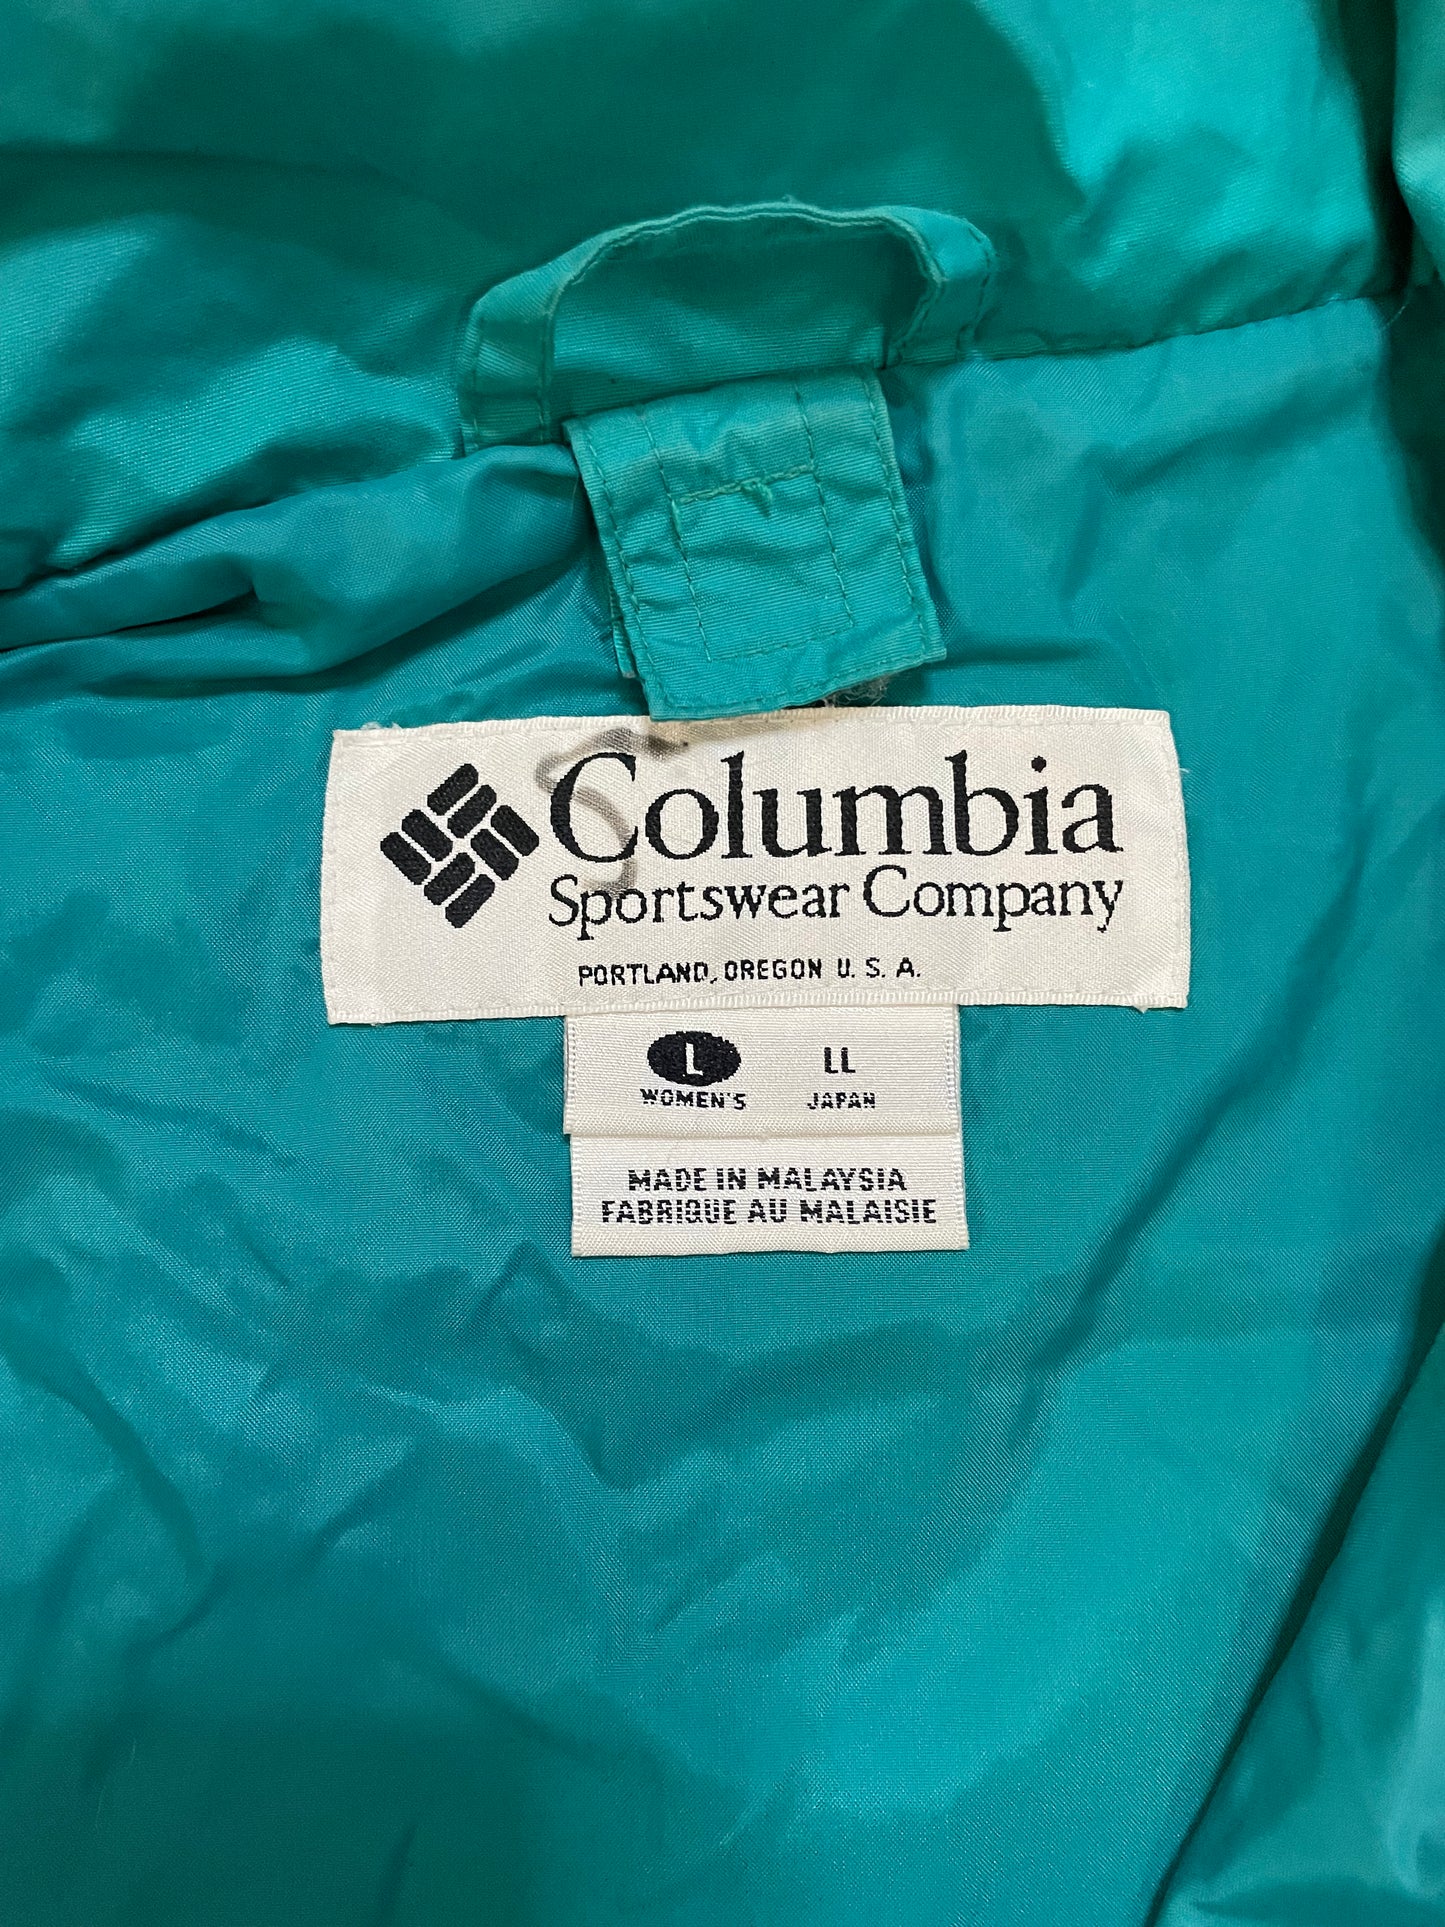 Columbia
Sportswear Company
PORTLAND, OREGON U. S. A.
L LL
WOMEN'S JAPAN
MADE IN MALAYSIA
FABRIQUE AU MALAISIE